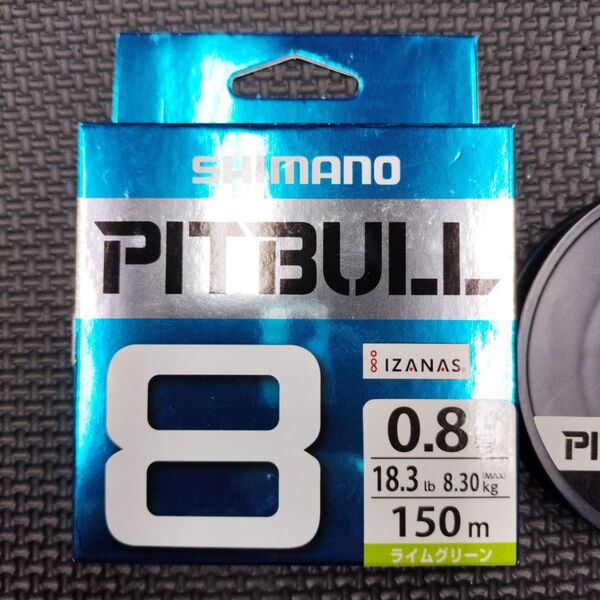 SHIMANO
PITBULL
8
IZANAS
0.8号
18.3 lb 8.30 (MAX) kg
150m
ライムグリーン
PI